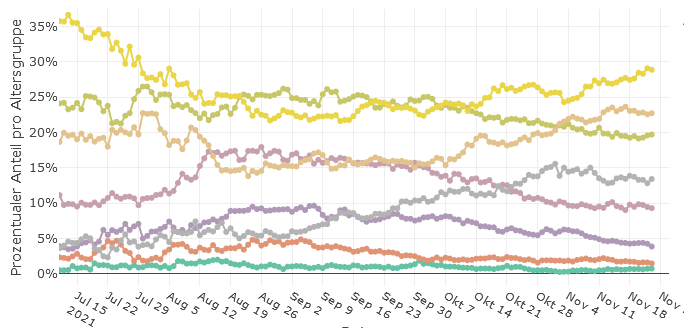 Prozentualer Anteil pro Altersgruppe
35%
30%
25%
20%
15%
10%
5%
0%
Jul 15
2021
Jul 22
Jul 29
Aug 5
Aug 12
Aug 19
Aug 26
Sep 2
Sep 9
Sep 16
Sep 23
Sep 30
Okt 7
Okt 14
Okt 21
Okt 28
Nov 4
Nov 11
Nov 18
Nov